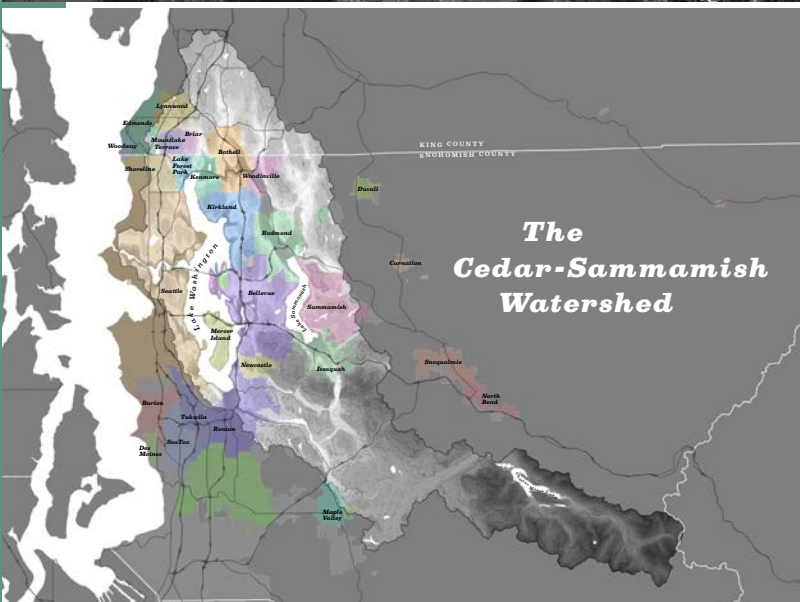 Lynnwood
Edmonds
Woodway
Mountlake
Terrace
Briar
Shoreline
Lake
Forest
Park
Kenmore
Bothell
Woodinville
KING COUNTY
SNOHOMISH COUNTY
Duvall
Kirkland
Redmond
The
Cedar-Sammamish
Watershed
Carnation
Lake Washington
Seattle
Bellevue
Lake Sammamish
Sammamish
Mercer
Island
Newcastle
Issaquah
Snoqualmie
North
Bend
Burien
Tukwila
Renton
SeaTac
Des
Moines
Maple
Valley